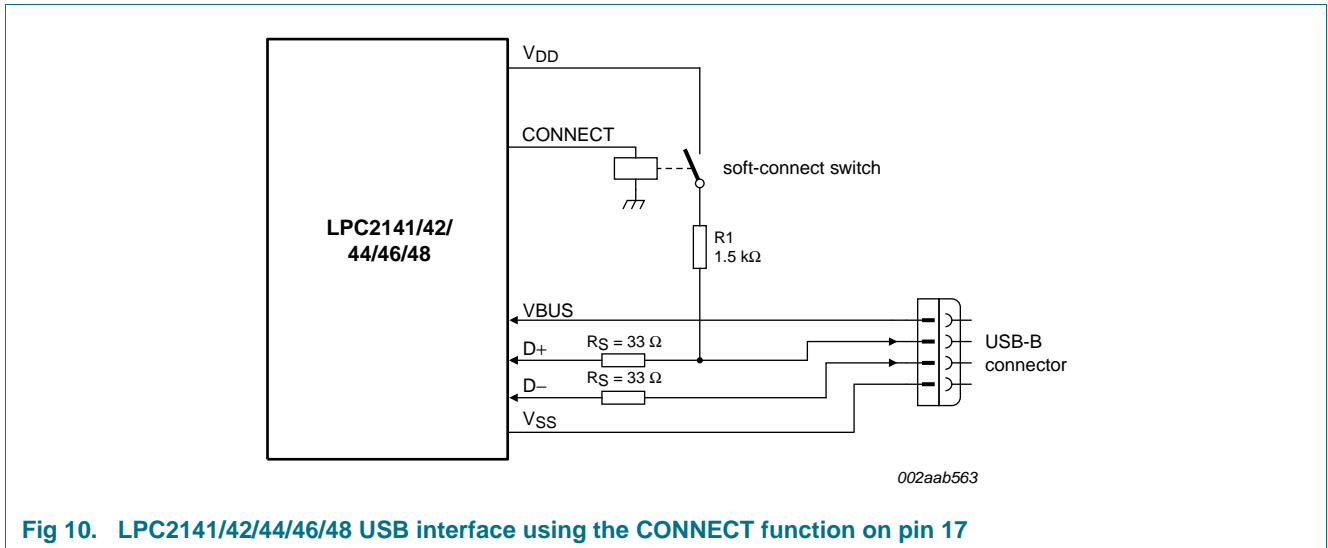 VDD
CONNECT
soft-connect switch
LPC2141/42/
44/46/48
R1
1.5 kΩ
VBUS
D+
RS = 33 Ω
USB-B
connector
D−
RS = 33 Ω
VSS
002aab563
Fig 10. LPC2141/42/44/46/48 USB interface using the CONNECT function on pin 17